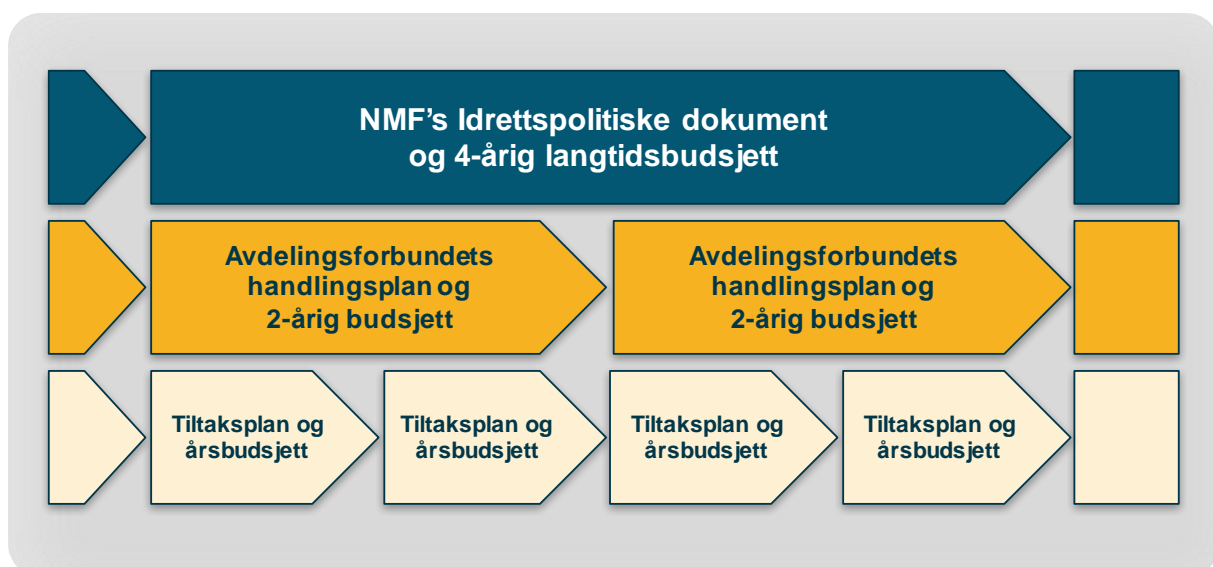 NMF’s Idrettspolitiske dokument
og 4-årig langtidsbudsjett
Avdelingsforbundets
handlingsplan og
2-årig budsjett
Avdelingsforbundets
handlingsplan og
2-årig budsjett
Tiltaksplan og
årsbudsjett
Tiltaksplan og
årsbudsjett
Tiltaksplan og
årsbudsjett
Tiltaksplan og
årsbudsjett